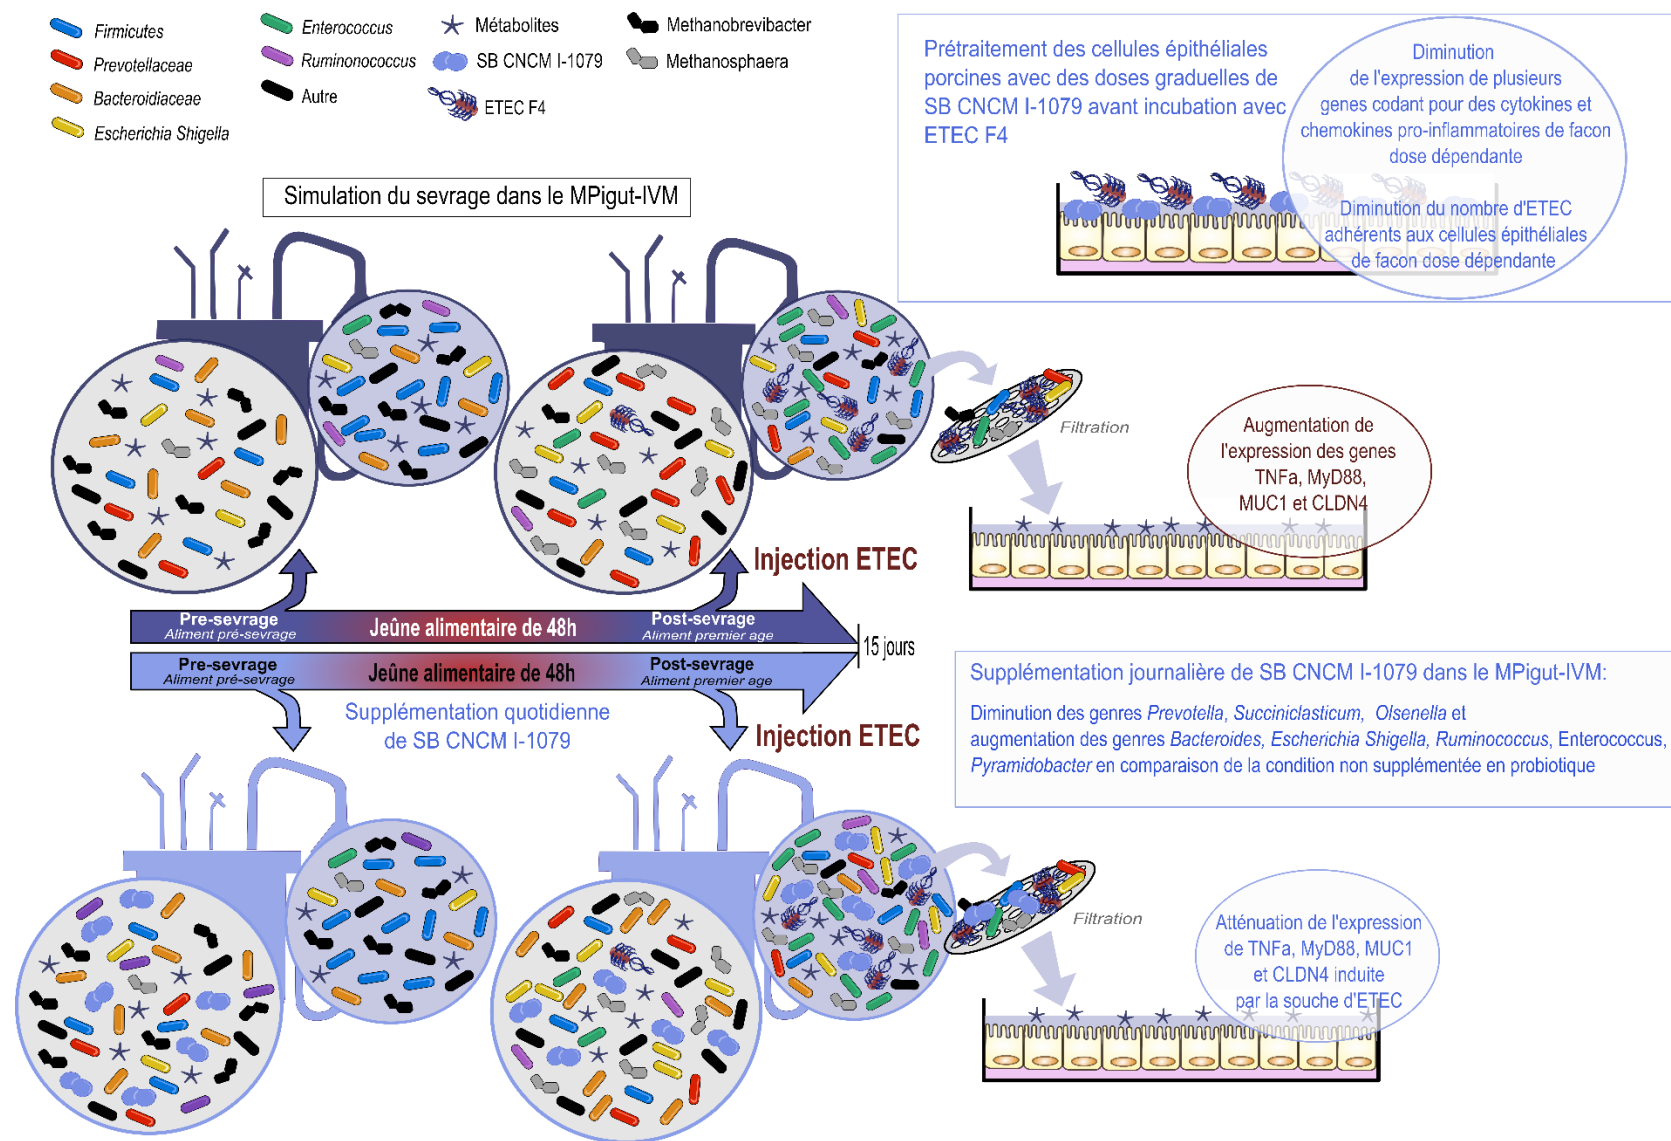 Firmicutes
Prevotellaceae
Bacteroidiaceae
Escherichia Shigella
Enterococcus
Ruminonococcus
Autre
Métabolites
SB CNCM I-1079
ETEC F4
Methanobrevibacter
Methanosphaera
Prétraitement des cellules épithéliales
porcines avec des doses graduelles de
SB CNCM I-1079 avant incubation avec
ETEC F4
Diminution
de l'expression de plusieurs
genes codant pour des cytokines et
chemokines pro-inflammatoires de facon
dose dépendante
Diminution du nombre d'ETEC
adhérents aux cellules épithéliales
de facon dose dépendante
Simulation du sevrage dans le MPigut-IVM
Filtration
Augmentation de
l'expression des genes
TNFa, MyD88,
MUC1 et CLDN4
Injection ETEC
Pre-sevrage
Aliment pré-sevrage
Jeûne alimentaire de 48h
Post-sevrage
Aliment premier age
15 jours
Pre-sevrage
Aliment pré-sevrage
Jeûne alimentaire de 48h
Post-sevrage
Aliment premier age
Supplémentation quotidienne
de SB CNCM I-1079
Injection ETEC
Supplémentation journalière de SB CNCM I-1079 dans le MPigut-IVM:
Diminution des genres Prevotella, Succiniclasticum, Olsenella et
augmentation des genres Bacteroides, Escherichia Shigella, Ruminococcus, Enterococcus,
Pyramidobacter en comparaison de la condition non supplémentée en probiotique
Filtration
Atténuation de l'expression
de TNFa, MyD88, MUC1
et CLDN4 induite
par la souche d'ETEC